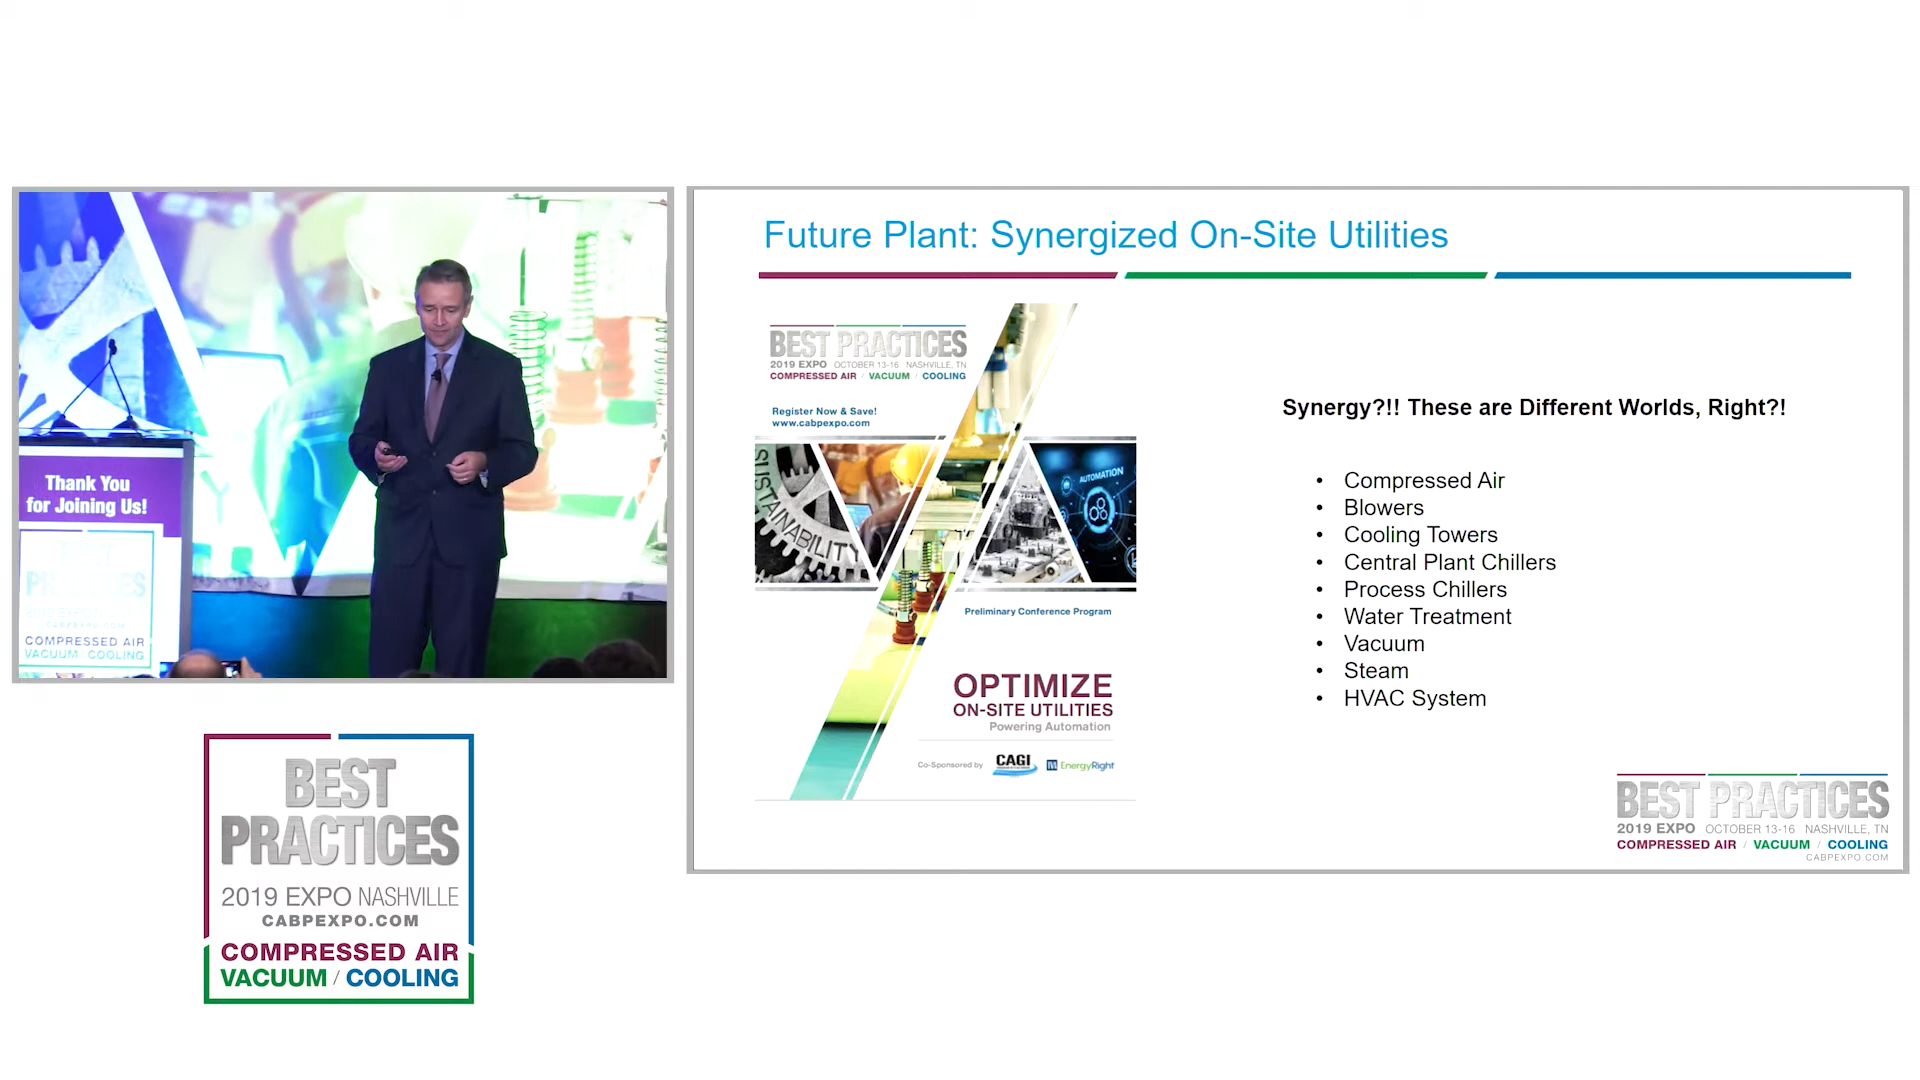 Thank You
for Joining Us!
BEST
PRACTICES
COMPRESSED AIR
VACUUM COOLING
BEST
PRACTICES
2019 EXPO NASHVILLE
CABPEXPO.COM
COMPRESSED AIR
VACUUM / COOLING
Future Plant: Synergized On-Site Utilities
BEST PRACTICES
2019 EXPO OCTOBER 13-16 NASHVILLE, TN
COMPRESSED AIR / VACUUM / COOLING
Register Now & Save!
www.cabpexpo.com
SUSTAINABILITY
AUTOMATION
Preliminary Conference Program
OPTIMIZE
ON-SITE UTILITIES
Powering Automation
Co-Sponsored by CAGI TVA EnergyRight
Synergy?!! These are Different Worlds, Right?!
• Compressed Air
• Blowers
• Cooling Towers
• Central Plant Chillers
• Process Chillers
• Water Treatment
• Vacuum
• Steam
• HVAC System
BEST PRACTICES
2019 EXPO OCTOBER 13-16 NASHVILLE, TN
COMPRESSED AIR / VACUUM / COOLING
CABPEXPO.COM